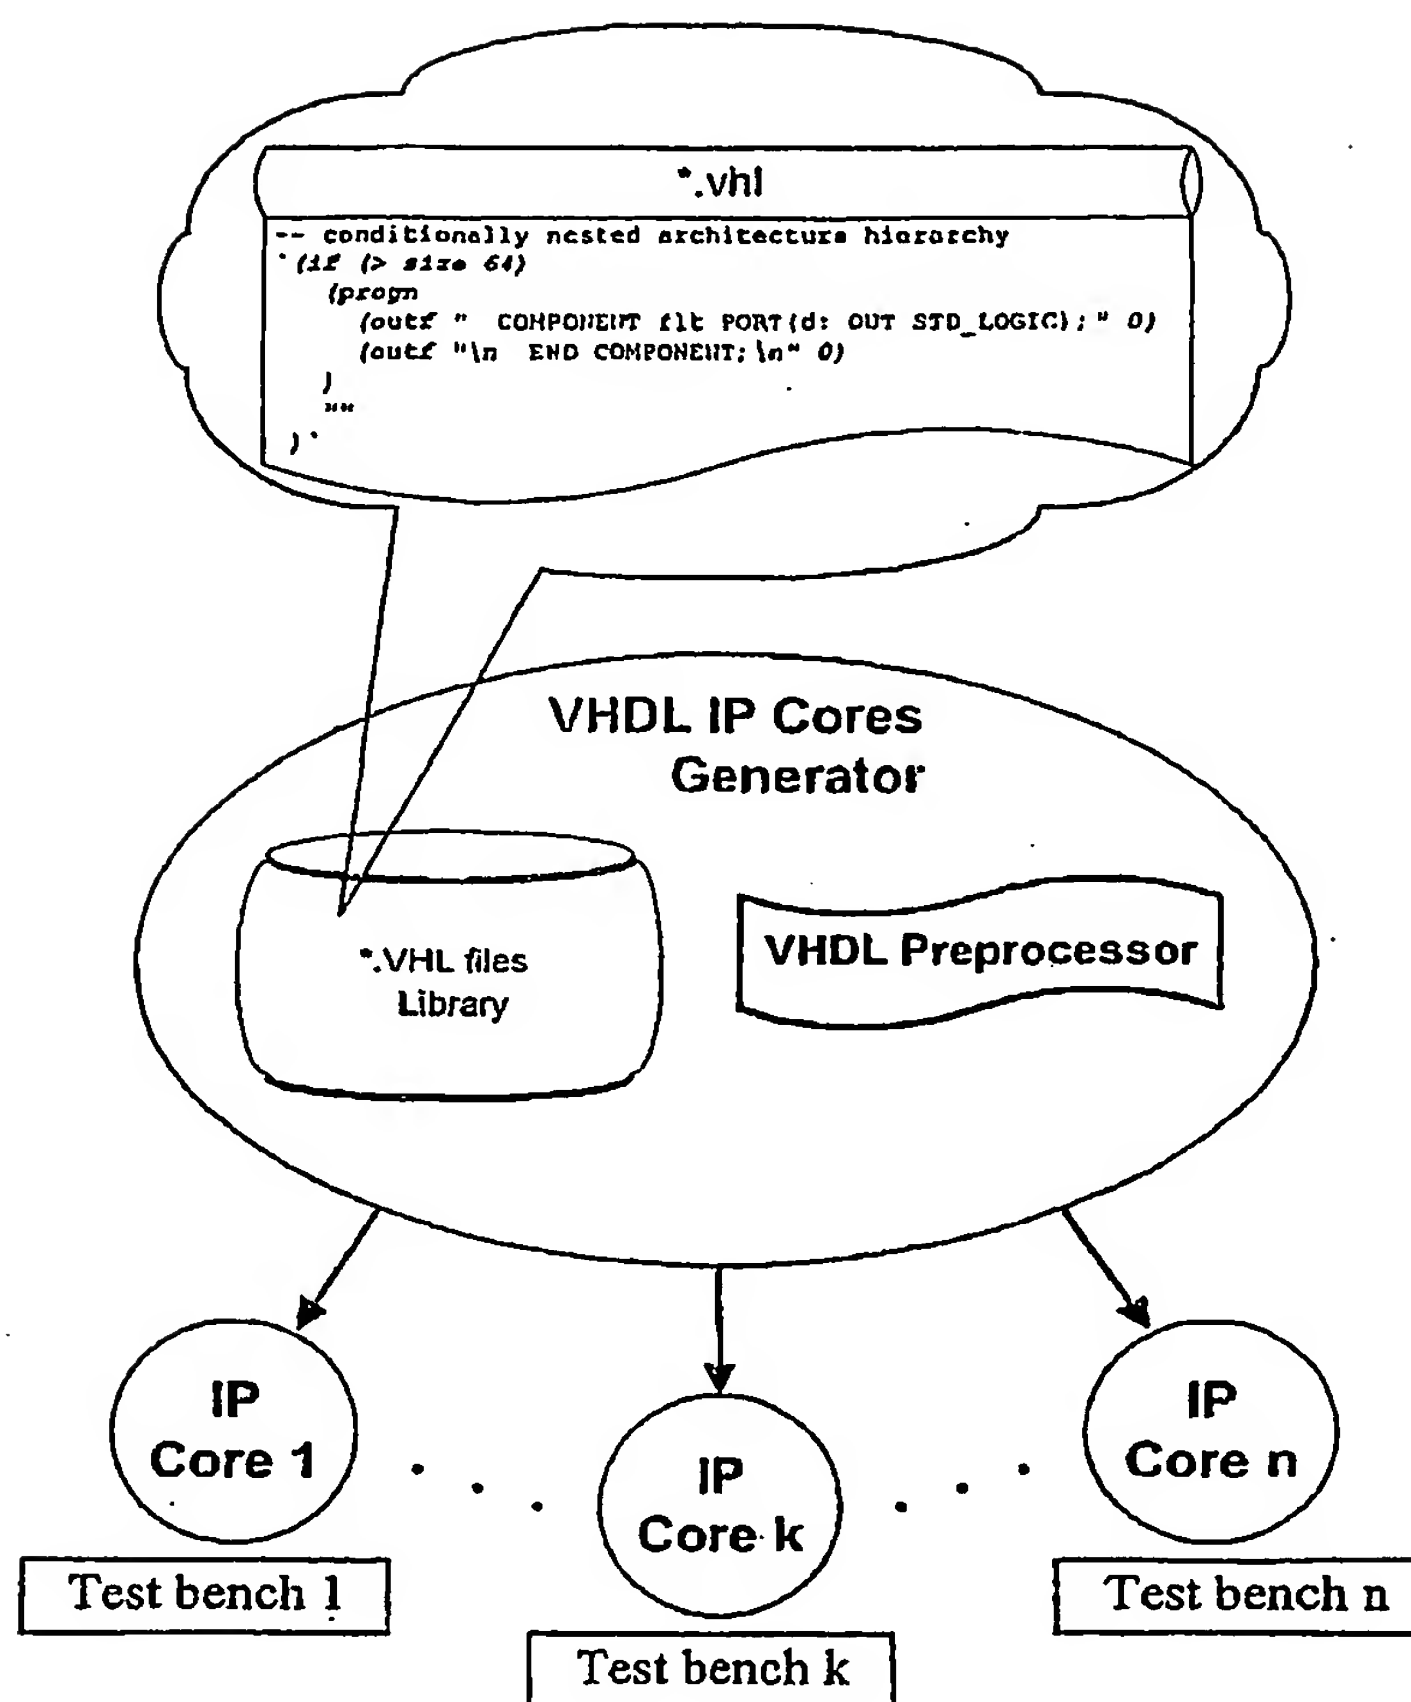 *.vhl
-- conditionally nested architecture hierarchy
`(if (> size 64)
(progn
(outf " COMPONENT flt PORT(d: OUT STD_LOGIC);" 0)
(outf "\n END COMPONENT;\n" 0)
)
""
)`
VHDL IP Cores
Generator
*.VHL files
Library
VHDL Preprocessor
IP
Core 1
IP
Core k
IP
Core n
Test bench 1
Test bench k
Test bench n